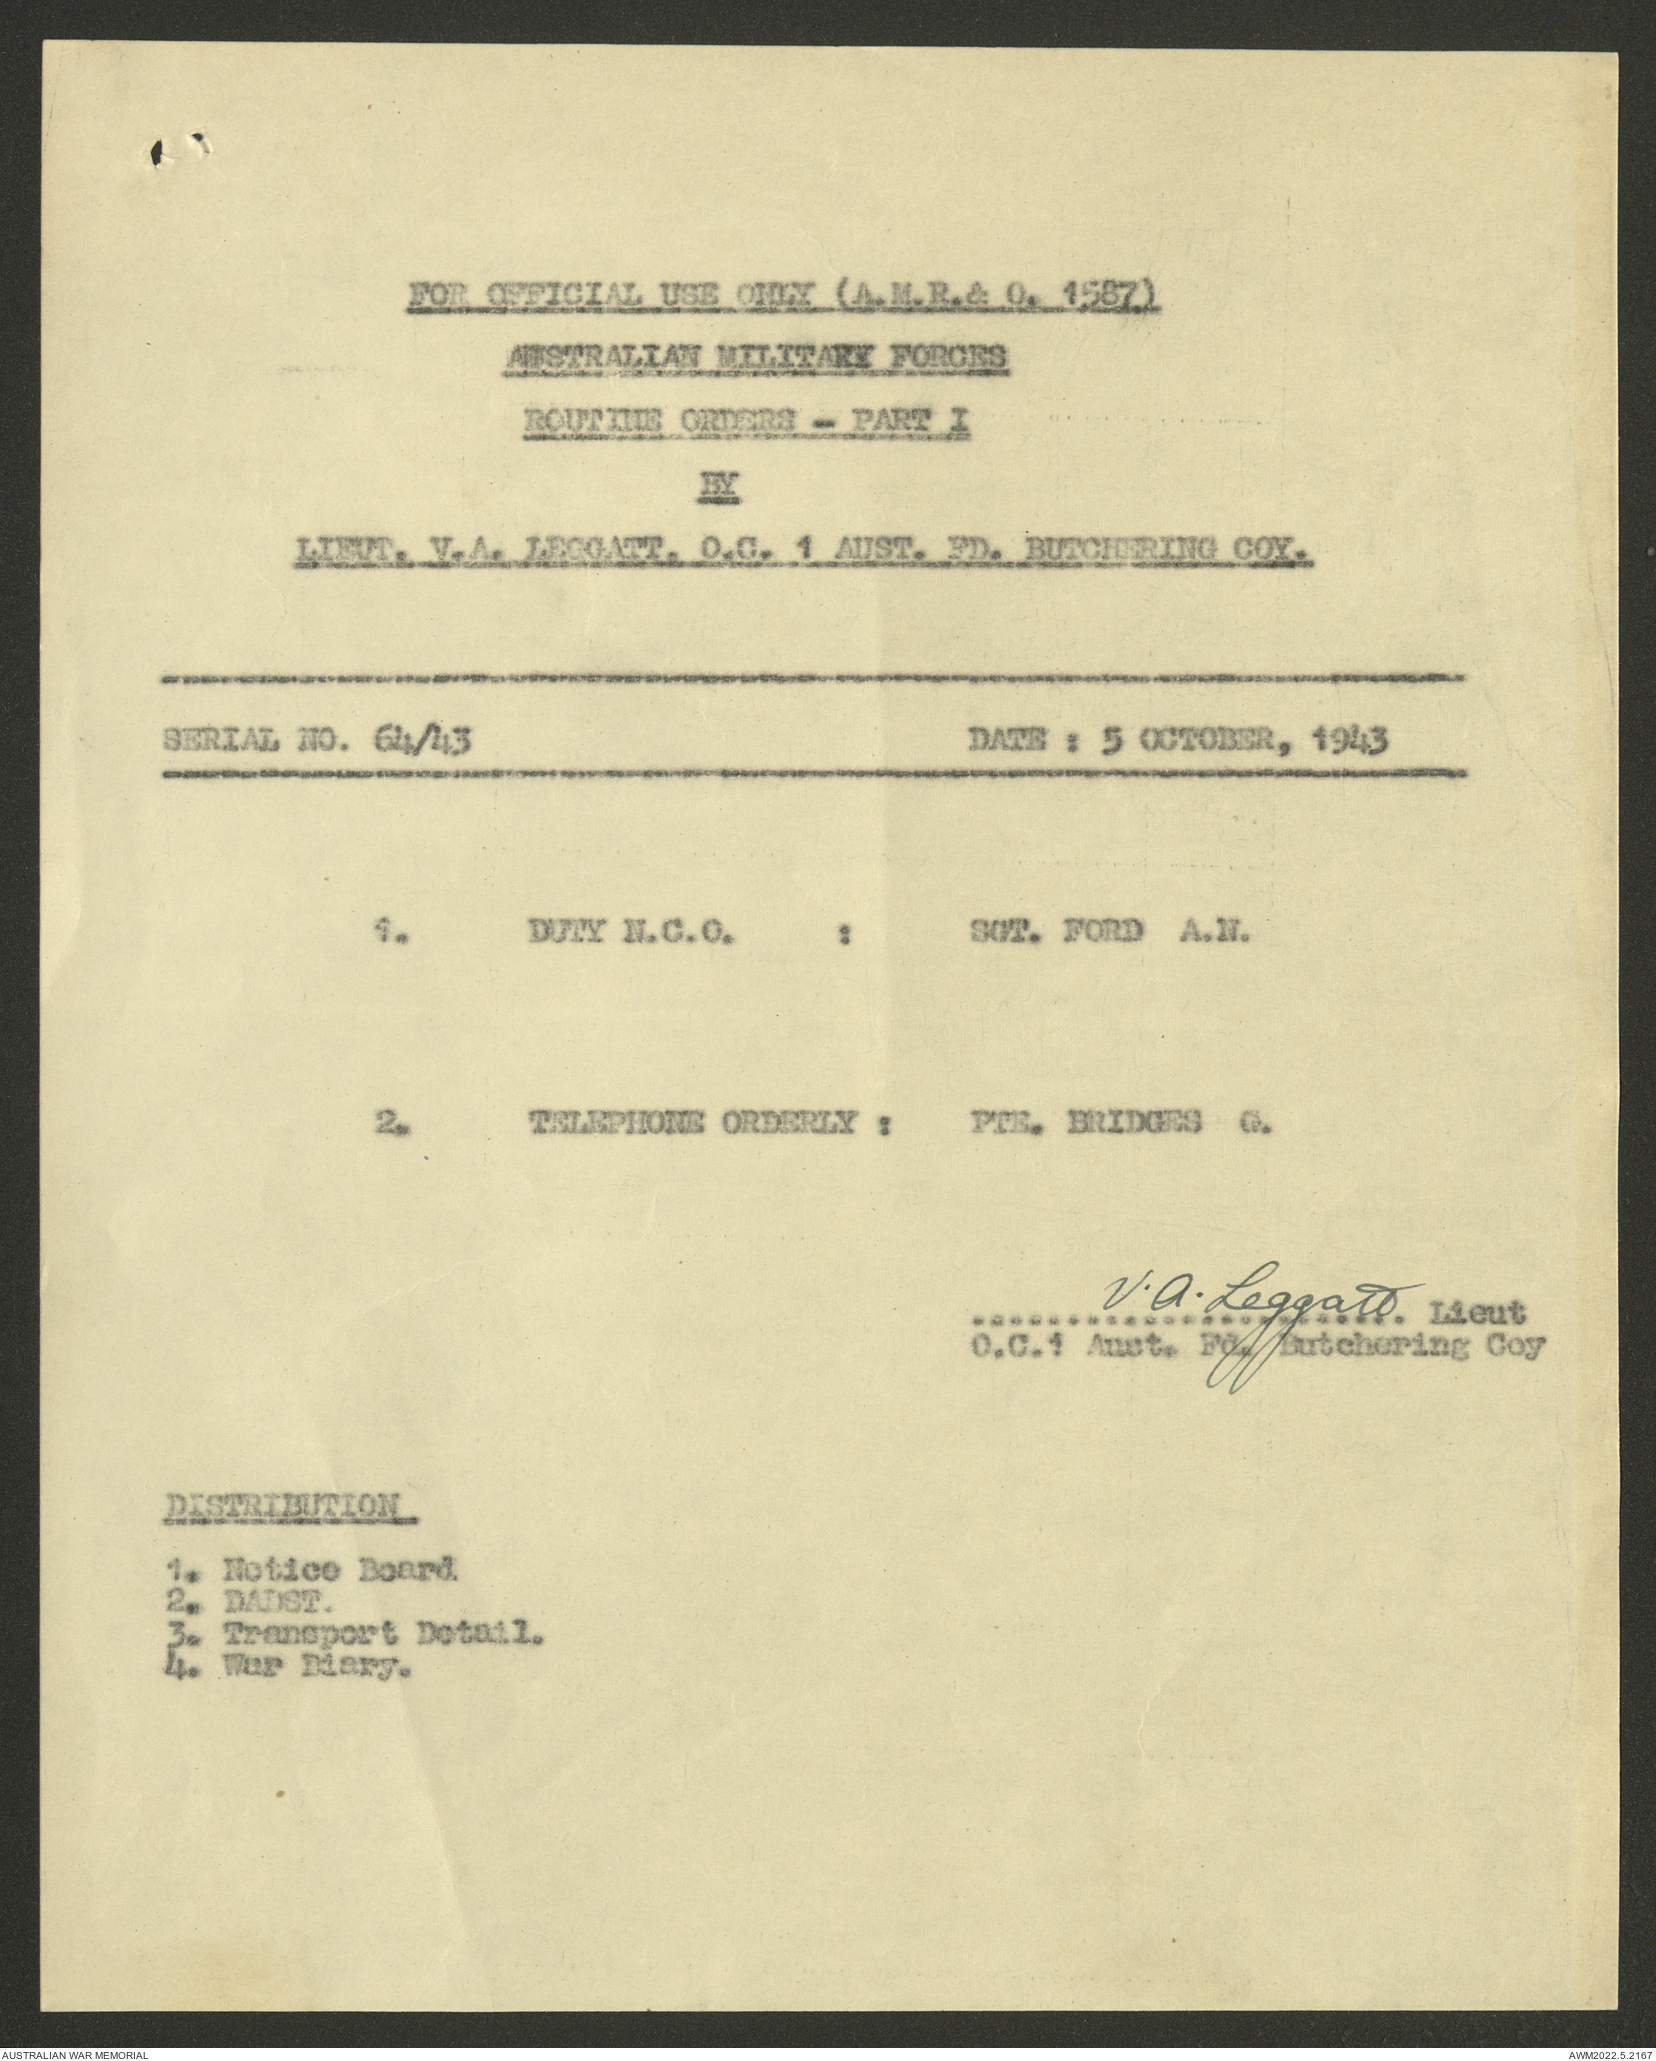 FOR OFFICIAL USE ONLY (A.M.R.& O. 1587)
AUSTRALIAN MILITARY FORCES
ROUTINE ORDERS - PART I
BY
LIEUT. V.A. LEGGATT. O.C. 1 AUST. FD. BUTCHERING COY.
SERIAL NO. 64/43 DATE : 5 OCTOBER, 1943
1. DUTY N.C.O. : SGT. FORD A.N.
2. TELEPHONE ORDERLY : PTE. BRIDGES G.
V.A. Leggatt
........................ Lieut
O.C.1 Aust. Fd. Butchering Coy
DISTRIBUTION
1. Notice Board
2. DADST.
3. Transport Detail.
4. War Diary.
AUSTRALIAN WAR MEMORIAL AWM2022.5.2167